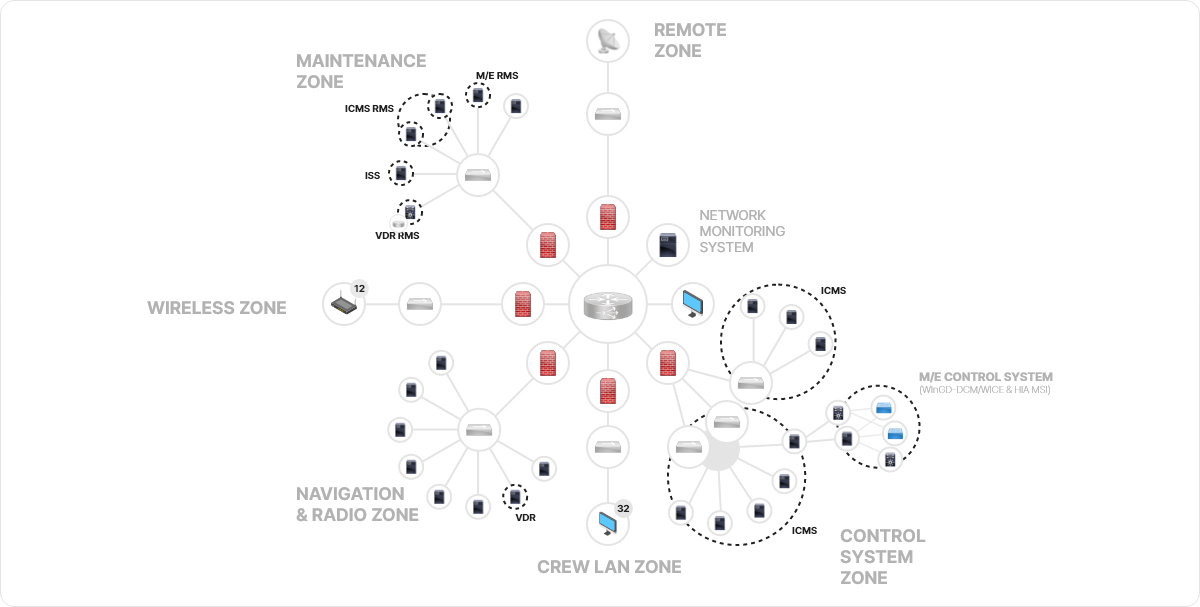 REMOTE
ZONE
MAINTENANCE
ZONE
M/E RMS
ICMS RMS
ISS
VDR RMS
NETWORK
MONITORING
SYSTEM
12
WIRELESS ZONE
ICMS
M/E CONTROL SYSTEM
(WinGD-DCM/WICE & HIA MSI)
NAVIGATION
& RADIO ZONE
VDR
32
ICMS
CREW LAN ZONE
CONTROL
SYSTEM
ZONE